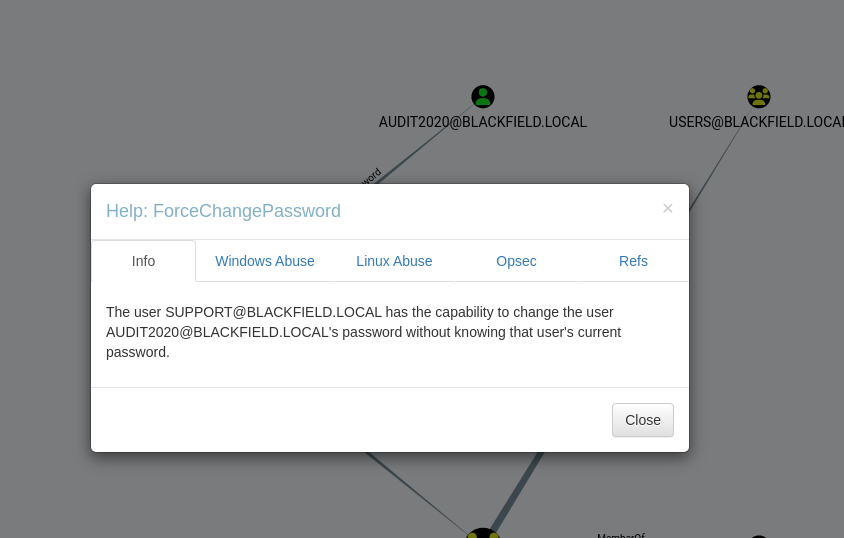 AUDIT2020@BLACKFIELD.LOCAL
USERS@BLACKFIELD.LOCAL
word
Help: ForceChangePassword
×
Info
Windows Abuse
Linux Abuse
Opsec
Refs
The user SUPPORT@BLACKFIELD.LOCAL has the capability to change the user
AUDIT2020@BLACKFIELD.LOCAL's password without knowing that user's current
password.
Close
MemberOf